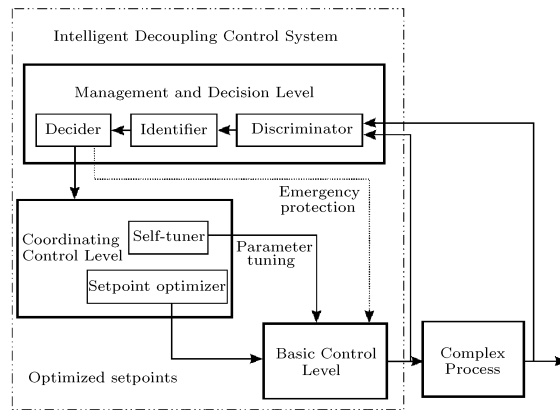 Intelligent Decoupling Control System
Management and Decision Level
Decider
Identifier
Discriminator
Emergency
protection
Coordinating
Control Level
Self-tuner
Parameter
tuning
Setpoint optimizer
Basic Control
Level
Complex
Process
Optimized setpoints